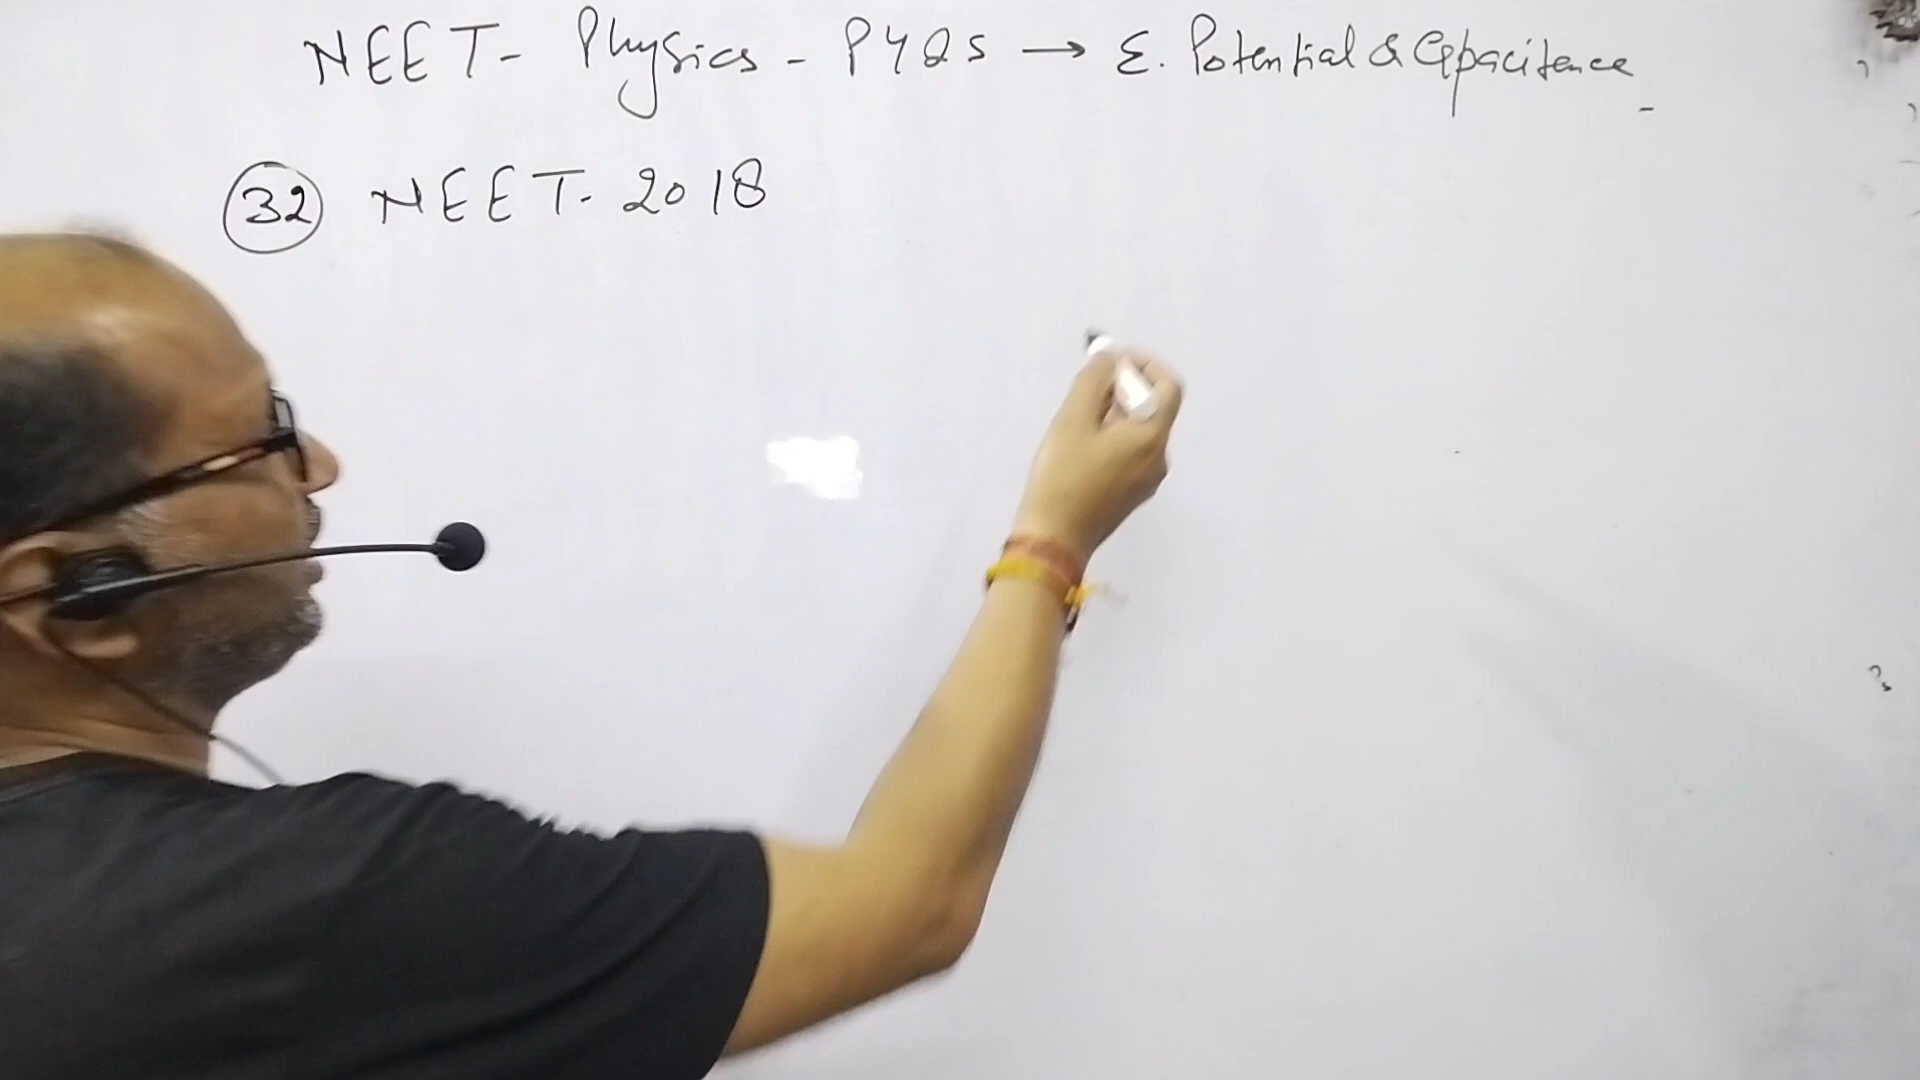 NEET- Physics - PYQS → E. Potential & Capacitance
32 NEET- 2018